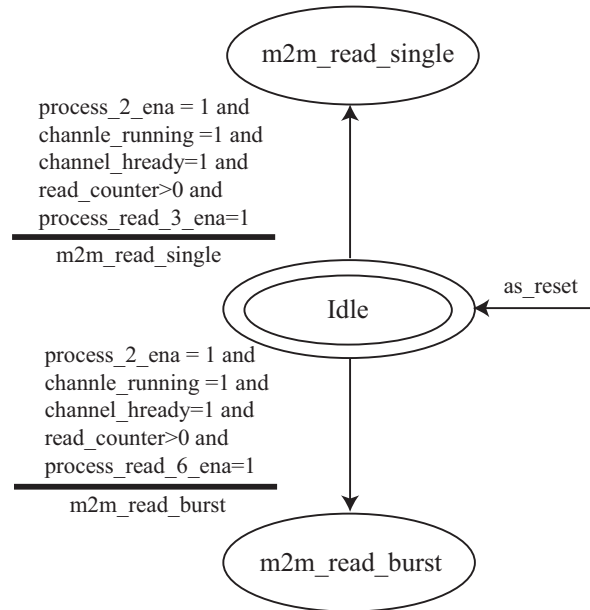 m2m_read_single
process_2_ena = 1 and
channle_running =1 and
channel_hready=1 and
read_counter>0 and
process_read_3_ena=1
m2m_read_single
as_reset
Idle
process_2_ena = 1 and
channle_running =1 and
channel_hready=1 and
read_counter>0 and
process_read_6_ena=1
m2m_read_burst
m2m_read_burst